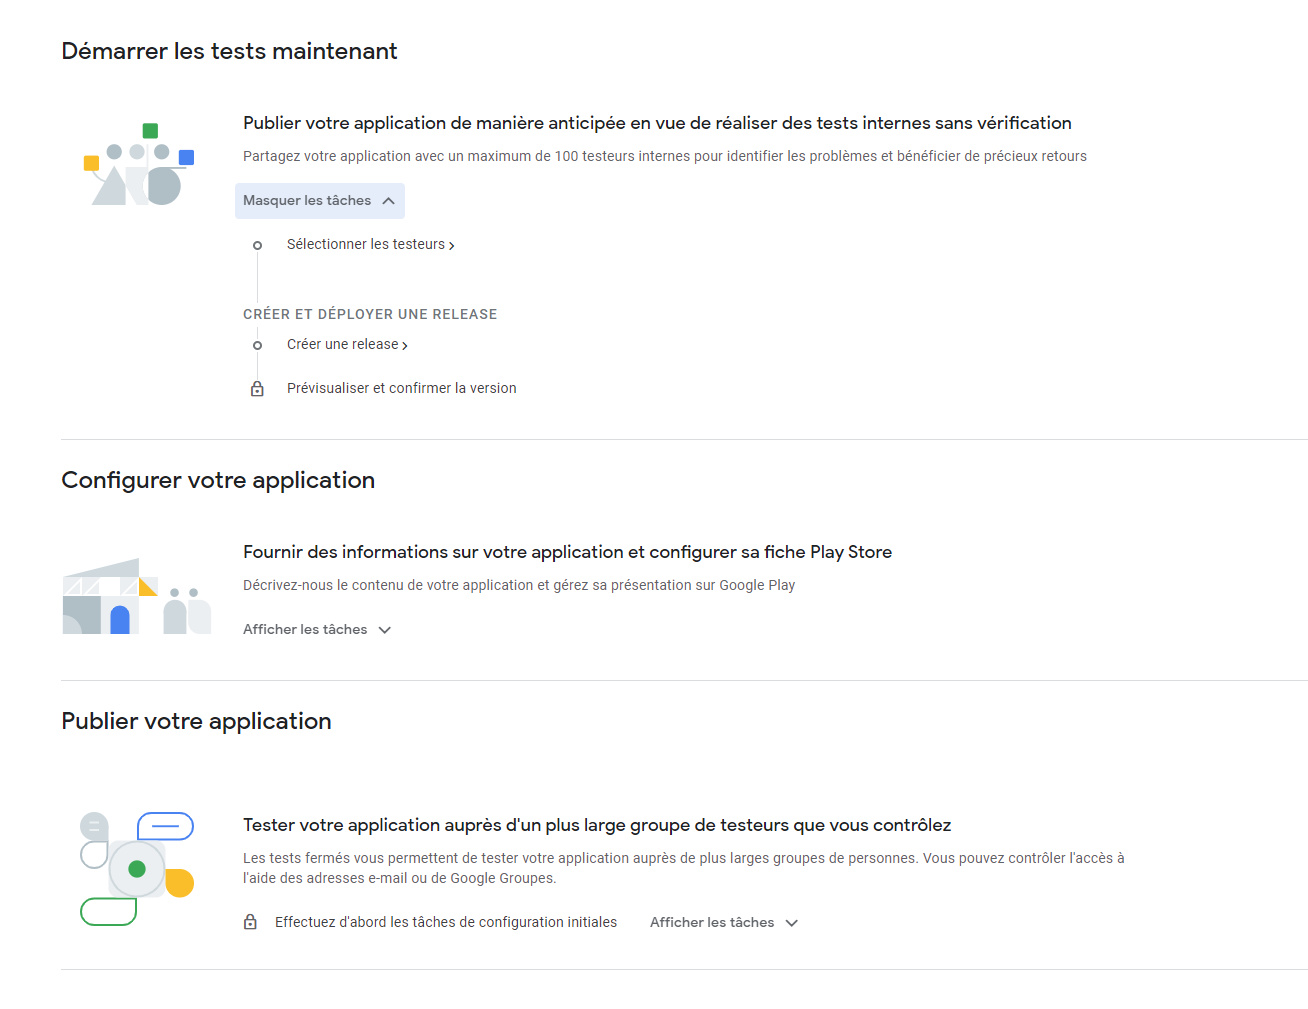 Démarrer les tests maintenant
Publier votre application de manière anticipée en vue de réaliser des tests internes sans vérification
Partagez votre application avec un maximum de 100 testeurs internes pour identifier les problèmes et bénéficier de précieux retours
Masquer les tâches
Sélectionner les testeurs
CRÉER ET DÉPLOYER UNE RELEASE
Créer une release
Prévisualiser et confirmer la version
Configurer votre application
Fournir des informations sur votre application et configurer sa fiche Play Store
Décrivez-nous le contenu de votre application et gérez sa présentation sur Google Play
Afficher les tâches
Publier votre application
Tester votre application auprès d'un plus large groupe de testeurs que vous contrôlez
Les tests fermés vous permettent de tester votre application auprès de plus larges groupes de personnes. Vous pouvez contrôler l'accès à
l'aide des adresses e-mail ou de Google Groupes.
Effectuez d'abord les tâches de configuration initiales Afficher les tâches